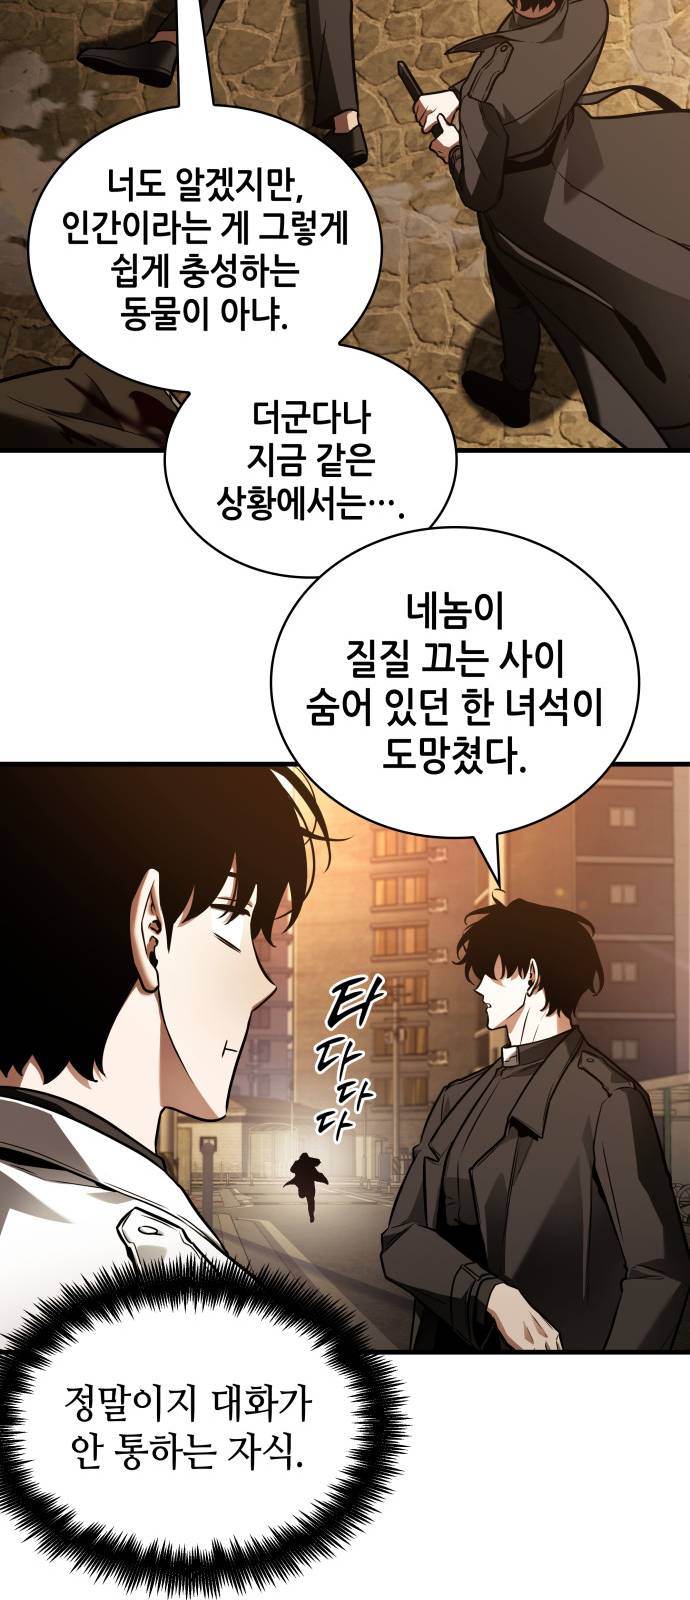 너도 알겠지만,
인간이라는 게 그렇게
쉽게 충성하는
동물이 아냐.
더군다나
지금 같은
상황에서는….
네놈이
질질 끄는 사이
숨어 있던 한 녀석이
도망쳤다.
타
다
다
다
정말이지 대화가
안 통하는 자식.